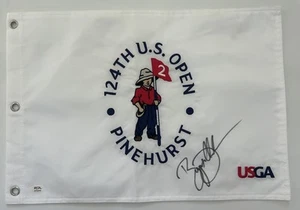 124TH U.S. OPEN
2
PINEHURST
USGA